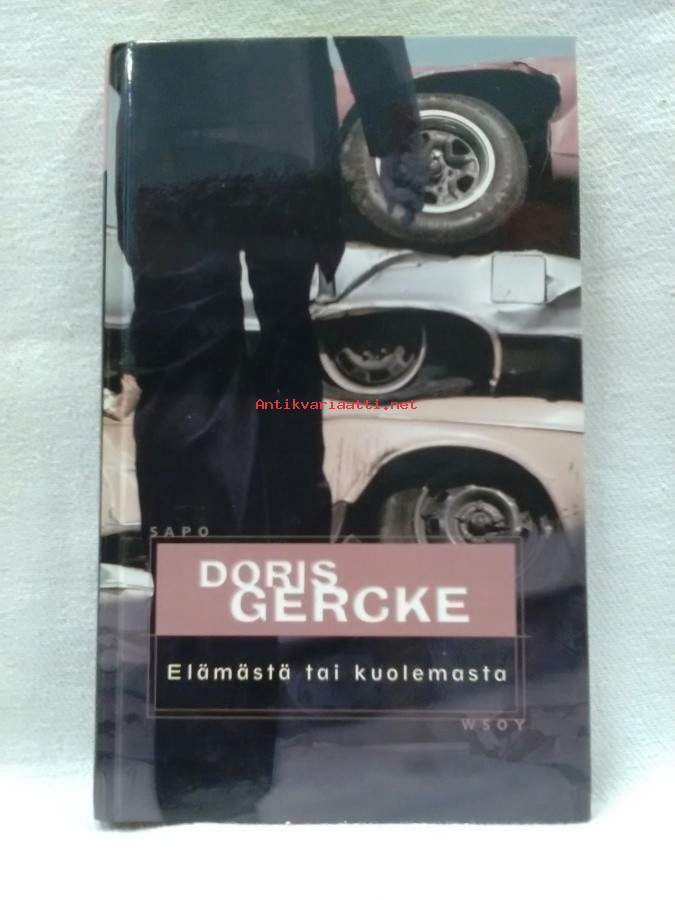 Antikvariaatti.net
SAPO
DORIS
GERCKE
Elämästä tai kuolemasta
WSOY